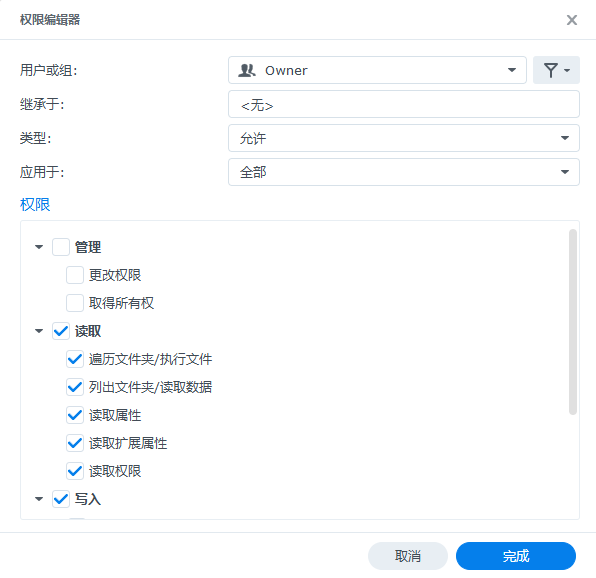 权限编辑器
用户或组: Owner
继承于: <无>
类型: 允许
应用于: 全部
权限
管理
更改权限
取得所有权
读取
遍历文件夹/执行文件
列出文件夹/读取数据
读取属性
读取扩展属性
读取权限
写入
取消 完成